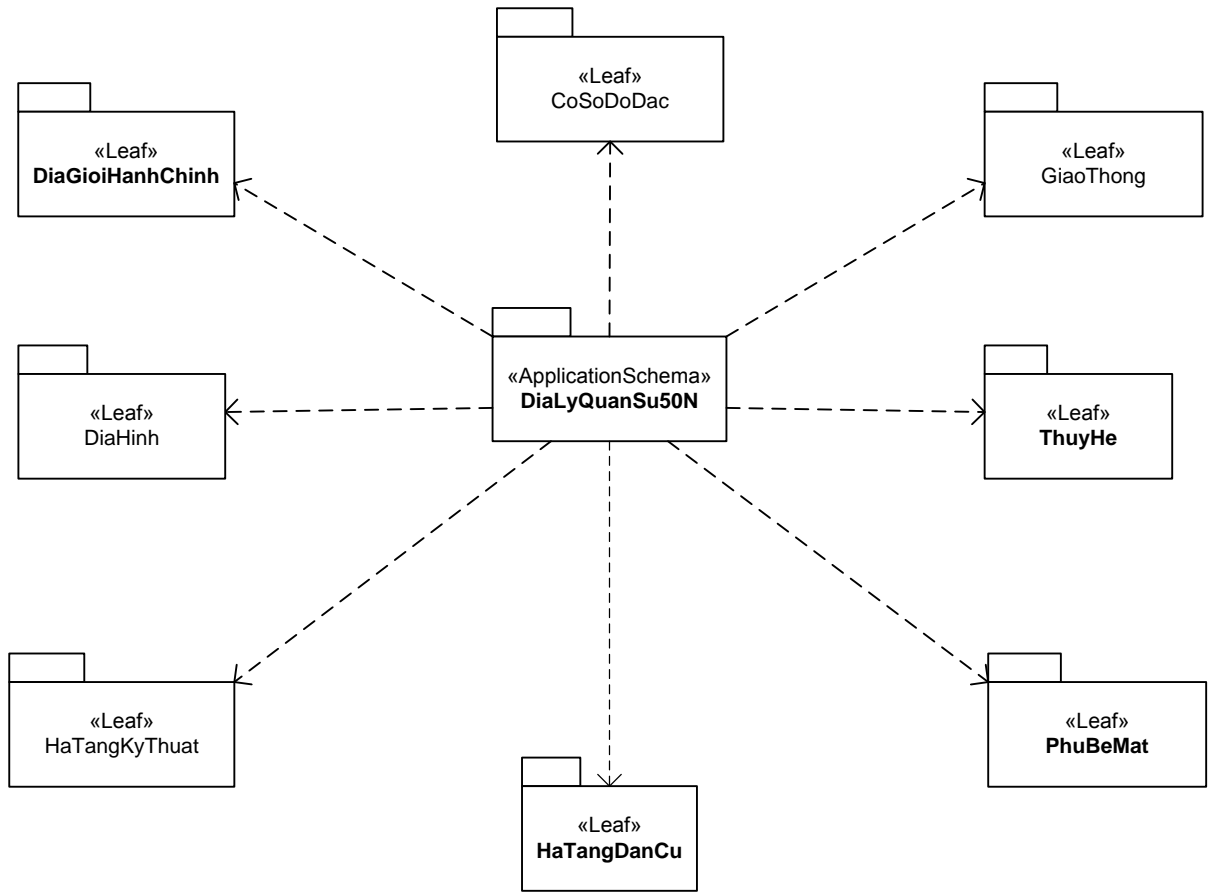 «Leaf»
CoSoDoDac
«Leaf»
DiaGioiHanhChinh
«Leaf»
GiaoThong
«ApplicationSchema»
DiaLyQuanSu50N
«Leaf»
DiaHinh
«Leaf»
ThuyHe
«Leaf»
HaTangKyThuat
«Leaf»
PhuBeMat
«Leaf»
HaTangDanCu